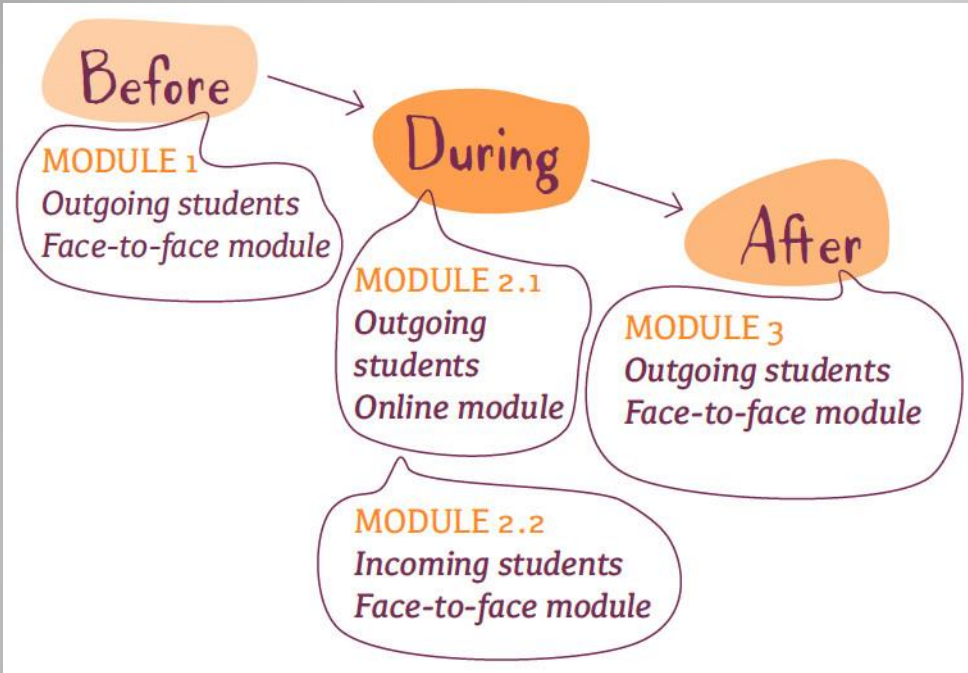 Before
MODULE 1
Outgoing students
Face-to-face module
During
MODULE 2.1
Outgoing
students
Online module
MODULE 2.2
Incoming students
Face-to-face module
After
MODULE 3
Outgoing students
Face-to-face module